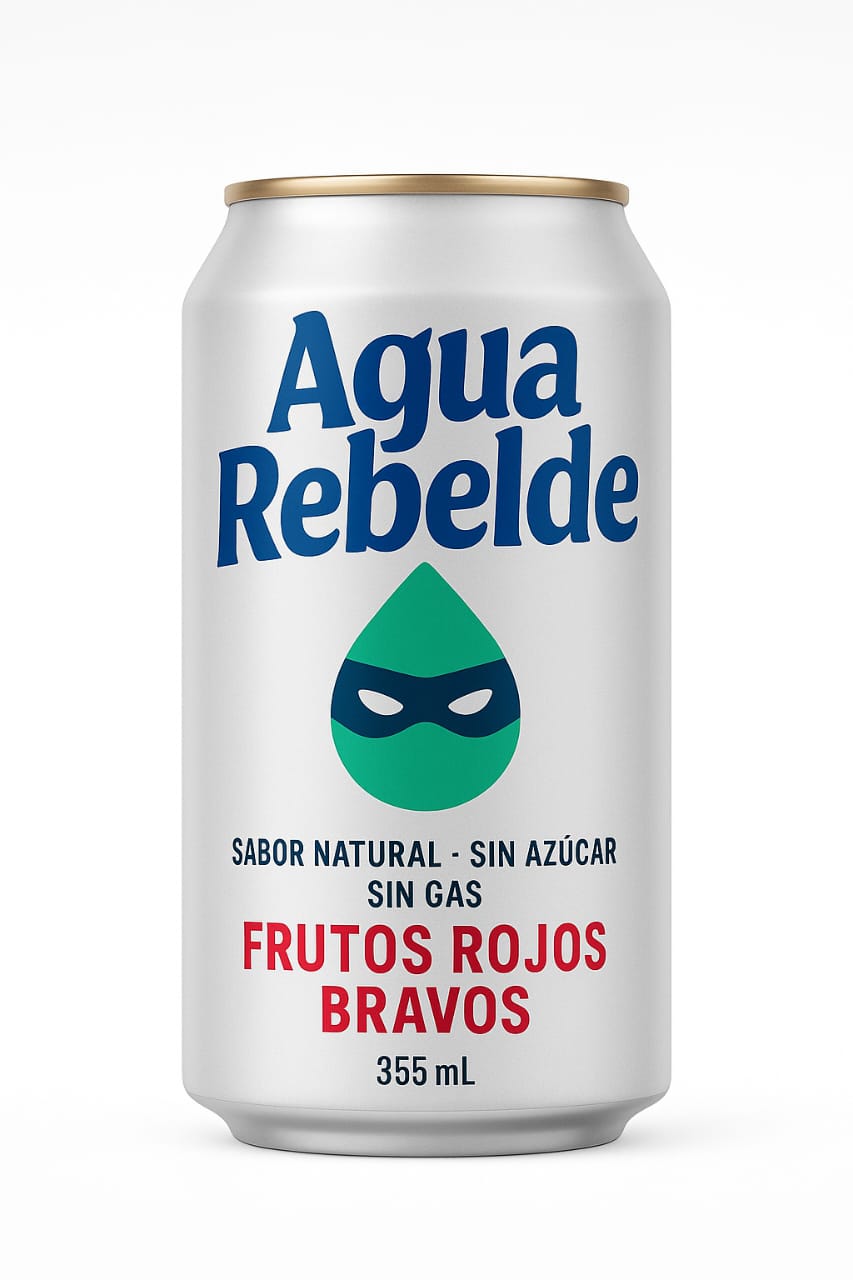 Agua
Rebelde
SABOR NATURAL - SIN AZÚCAR
SIN GAS
FRUTOS ROJOS
BRAVOS
355 mL